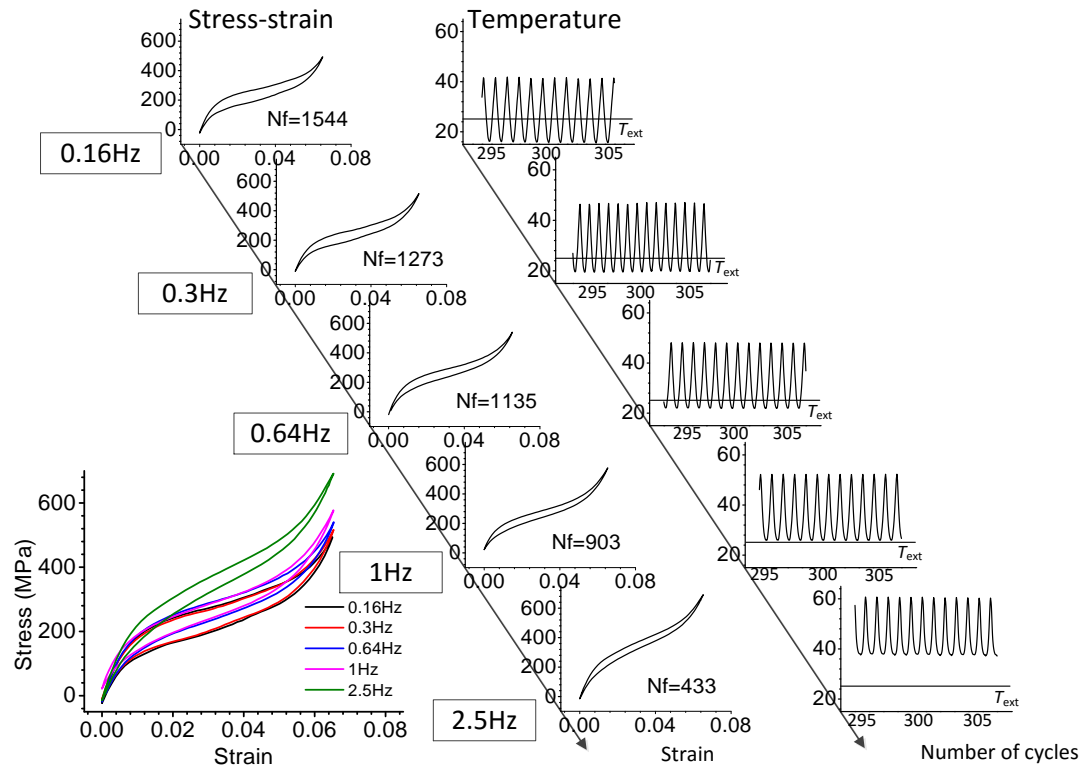 Stress-strain
Temperature
600
400
200
0
Nf=1544
0.00 0.04 0.08
0.16Hz
60
40
20
T_ext
295 300 305
600
400
200
0
Nf=1273
0.00 0.04 0.08
0.3Hz
60
40
20
T_ext
295 300 305
600
400
200
0
Nf=1135
0.00 0.04 0.08
0.64Hz
60
40
20
T_ext
295 300 305
600
400
200
0
Nf=903
0.00 0.04 0.08
1Hz
60
40
20
T_ext
295 300 305
600
400
200
0
Nf=433
0.00 0.04 0.08
Strain
2.5Hz
60
40
20
T_ext
295 300 305
Number of cycles
Stress (MPa)
600
400
200
0
0.16Hz
0.3Hz
0.64Hz
1Hz
2.5Hz
0.00 0.02 0.04 0.06 0.08
Strain